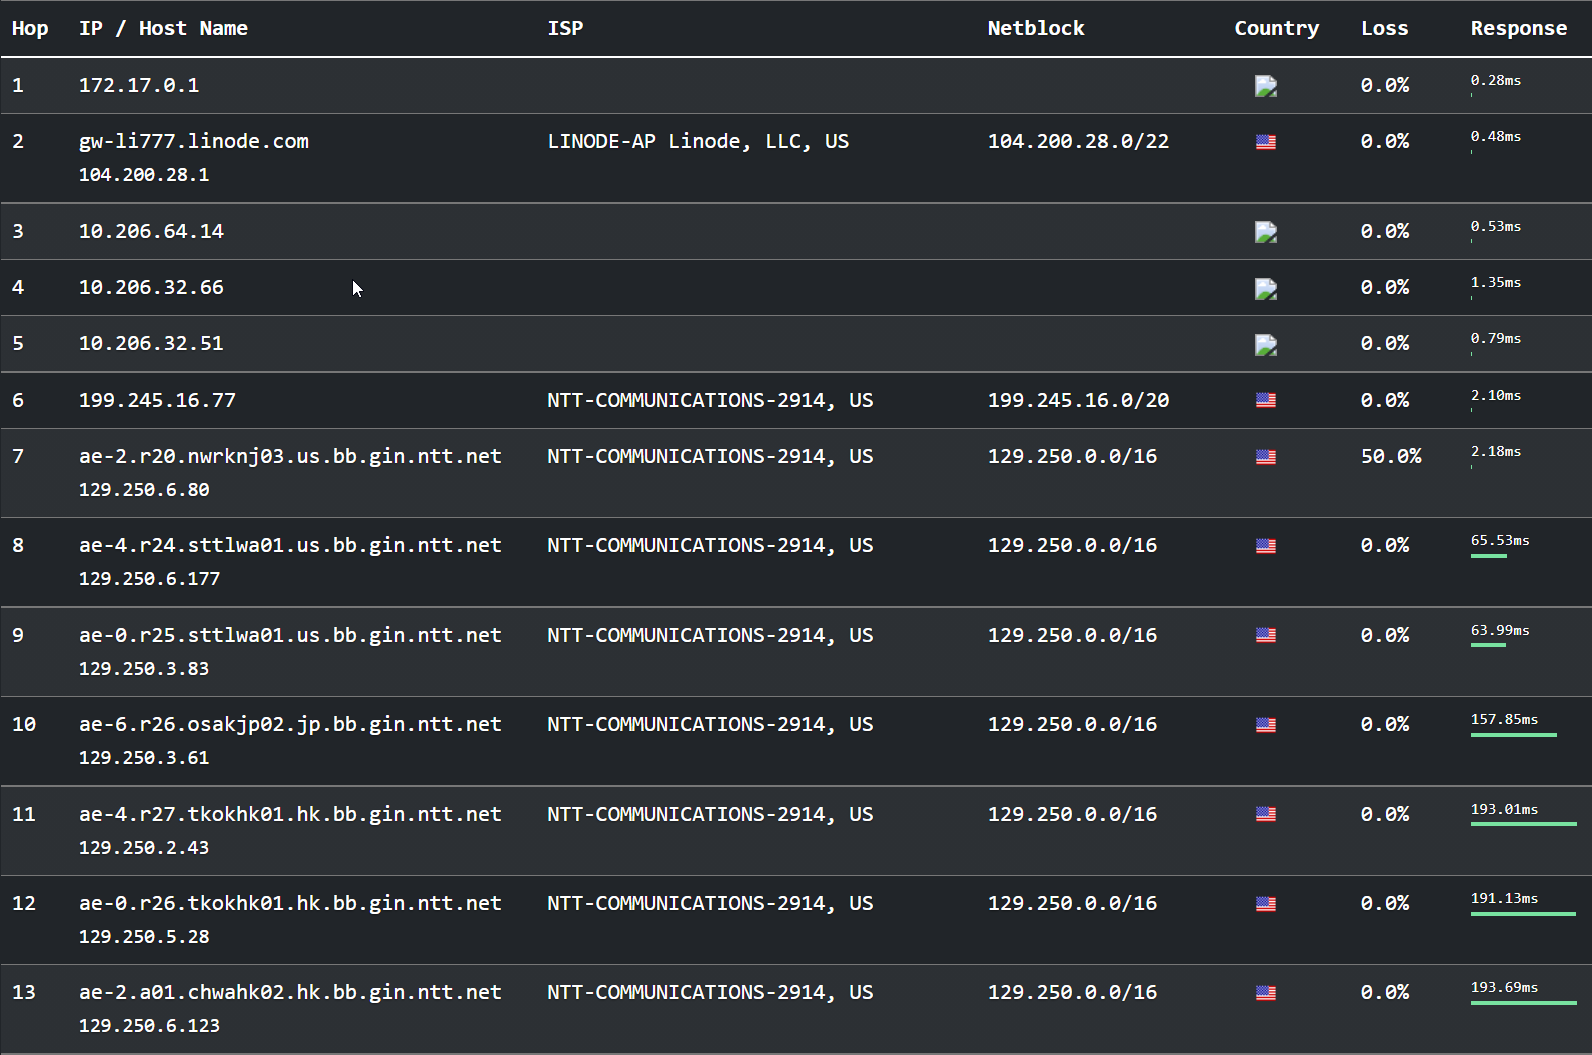 Hop IP / Host Name ISP Netblock Country Loss Response
1 172.17.0.1 0.0% 0.28ms
2 gw-li777.linode.com LINODE-AP Linode, LLC, US 104.200.28.0/22 0.0% 0.48ms
104.200.28.1
3 10.206.64.14 0.0% 0.53ms
4 10.206.32.66 0.0% 1.35ms
5 10.206.32.51 0.0% 0.79ms
6 199.245.16.77 NTT-COMMUNICATIONS-2914, US 199.245.16.0/20 0.0% 2.10ms
7 ae-2.r20.nwrknj03.us.bb.gin.ntt.net NTT-COMMUNICATIONS-2914, US 129.250.0.0/16 50.0% 2.18ms
129.250.6.80
8 ae-4.r24.sttlwa01.us.bb.gin.ntt.net NTT-COMMUNICATIONS-2914, US 129.250.0.0/16 0.0% 65.53ms
129.250.6.177
9 ae-0.r25.sttlwa01.us.bb.gin.ntt.net NTT-COMMUNICATIONS-2914, US 129.250.0.0/16 0.0% 63.99ms
129.250.3.83
10 ae-6.r26.osakjp02.jp.bb.gin.ntt.net NTT-COMMUNICATIONS-2914, US 129.250.0.0/16 0.0% 157.85ms
129.250.3.61
11 ae-4.r27.tkokhk01.hk.bb.gin.ntt.net NTT-COMMUNICATIONS-2914, US 129.250.0.0/16 0.0% 193.01ms
129.250.2.43
12 ae-0.r26.tkokhk01.hk.bb.gin.ntt.net NTT-COMMUNICATIONS-2914, US 129.250.0.0/16 0.0% 191.13ms
129.250.5.28
13 ae-2.a01.chwahk02.hk.bb.gin.ntt.net NTT-COMMUNICATIONS-2914, US 129.250.0.0/16 0.0% 193.69ms
129.250.6.123